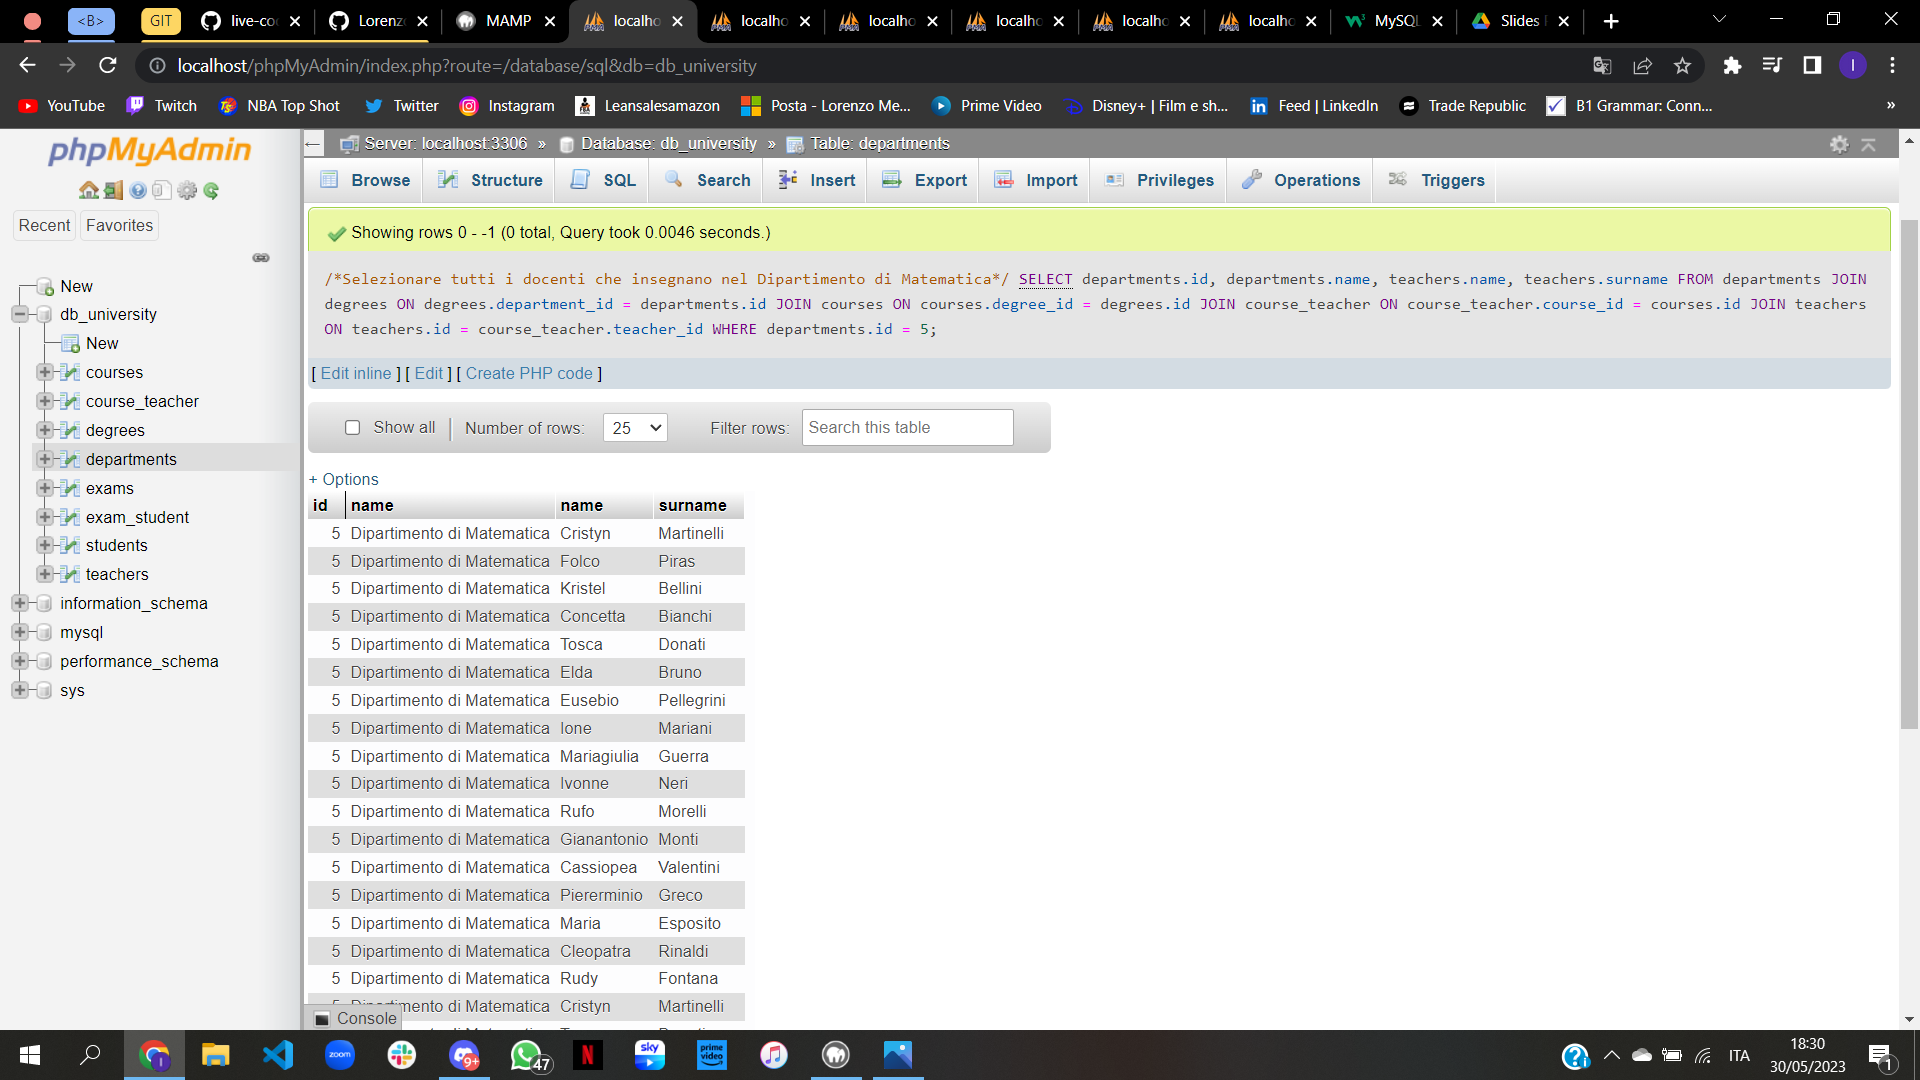 <B>
GIT
live-co
Lorenz
MAMP
localho
localho
localho
localho
localho
localho
MySQL
Slides
localhost/phpMyAdmin/index.php?route=/database/sql&db=db_university
I
YouTube
Twitch
NBA Top Shot
Twitter
Instagram
Leansalesamazon
Posta - Lorenzo Me...
Prime Video
Disney+ | Film e sh...
Feed | LinkedIn
Trade Republic
B1 Grammar: Conn...
»
phpMyAdmin
Recent
Favorites
New
db_university
New
courses
course_teacher
degrees
departments
exams
exam_student
students
teachers
information_schema
mysql
performance_schema
sys
Server: localhost:3306 » Database: db_university » Table: departments
Browse
Structure
SQL
Search
Insert
Export
Import
Privileges
Operations
Triggers
Showing rows 0 - -1 (0 total, Query took 0.0046 seconds.)
/*Selezionare tutti i docenti che insegnano nel Dipartimento di Matematica*/ SELECT departments.id, departments.name, teachers.name, teachers.surname FROM departments JOIN
degrees ON degrees.department_id = departments.id JOIN courses ON courses.degree_id = degrees.id JOIN course_teacher ON course_teacher.course_id = courses.id JOIN teachers
ON teachers.id = course_teacher.teacher_id WHERE departments.id = 5;
[ Edit inline ] [ Edit ] [ Create PHP code ]
Show all
Number of rows: 25
Filter rows: Search this table
+ Options
id name name surname
5 Dipartimento di Matematica Cristyn Martinelli
5 Dipartimento di Matematica Folco Piras
5 Dipartimento di Matematica Kristel Bellini
5 Dipartimento di Matematica Concetta Bianchi
5 Dipartimento di Matematica Tosca Donati
5 Dipartimento di Matematica Elda Bruno
5 Dipartimento di Matematica Eusebio Pellegrini
5 Dipartimento di Matematica Ione Mariani
5 Dipartimento di Matematica Mariagiulia Guerra
5 Dipartimento di Matematica Ivonne Neri
5 Dipartimento di Matematica Rufo Morelli
5 Dipartimento di Matematica Gianantonio Monti
5 Dipartimento di Matematica Cassiopea Valentini
5 Dipartimento di Matematica Piererminio Greco
5 Dipartimento di Matematica Maria Esposito
5 Dipartimento di Matematica Cleopatra Rinaldi
5 Dipartimento di Matematica Rudy Fontana
5 Dipartimento di Matematica Cristyn Martinelli
Console
zoom
9+
47
N
sky
prime video
ITA
18:30
30/05/2023
1